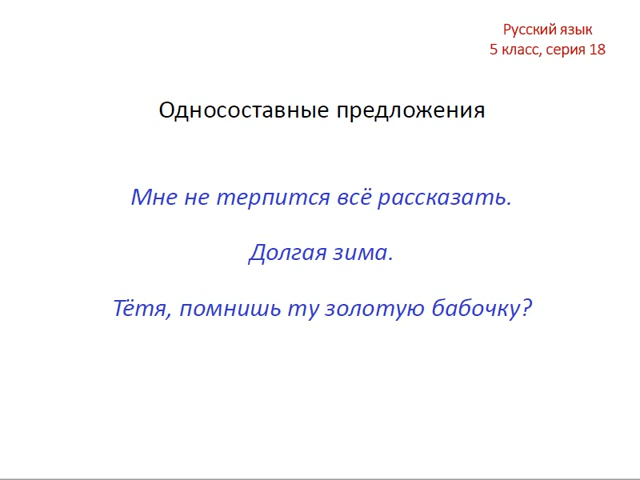 Русский язык
5 класс, серия 18
Односоставные предложения
Мне не терпится всё рассказать.
Долгая зима.
Тётя, помнишь ту золотую бабочку?